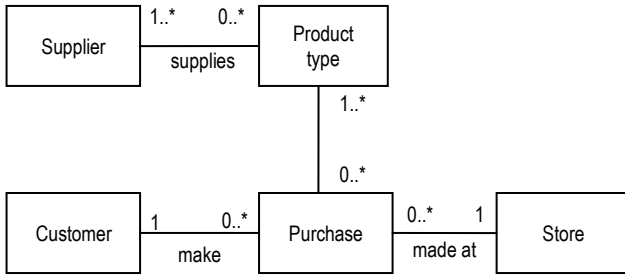 1..* 0..*
Supplier
Product
type
supplies
1..*
0..*
Customer
1 0..*
make
Purchase
0..* 1
made at
Store